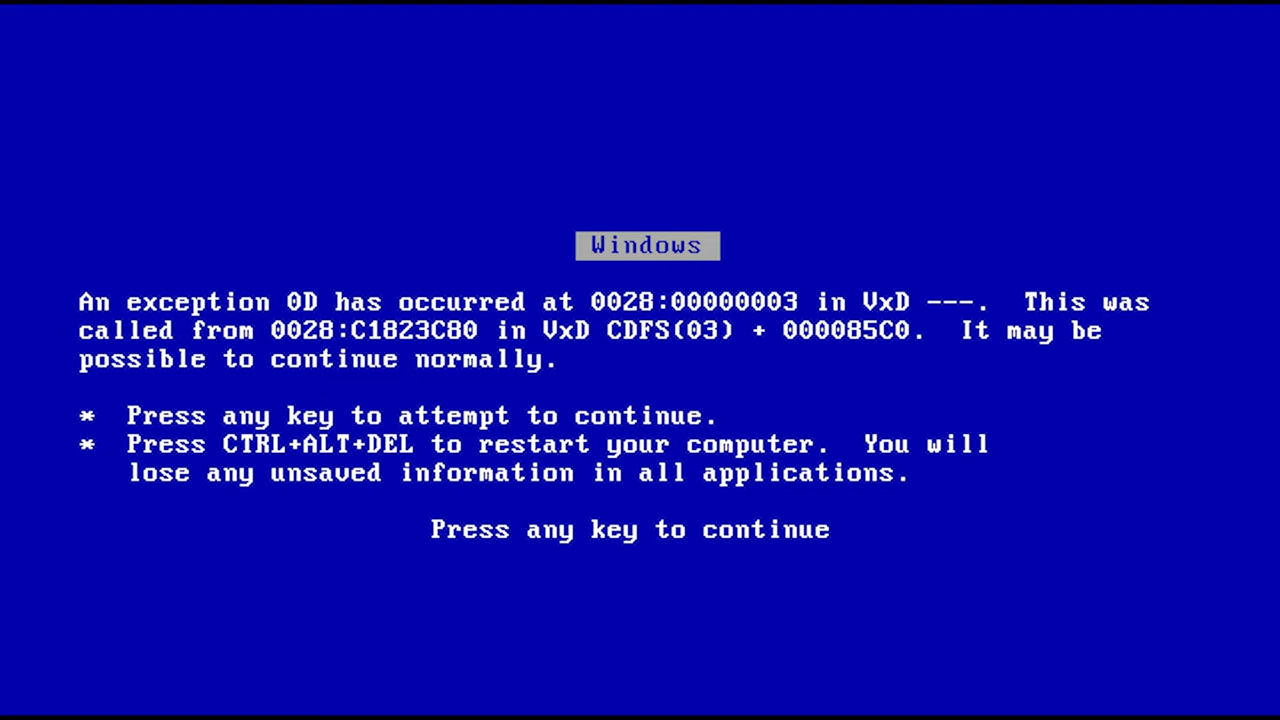 Windows
An exception 0D has occurred at 0028:00000003 in VxD ---. This was
called from 0028:C1823C80 in VxD CDFS(03) + 000085C0. It may be
possible to continue normally.
* Press any key to attempt to continue.
* Press CTRL+ALT+DEL to restart your computer. You will
lose any unsaved information in all applications.
Press any key to continue